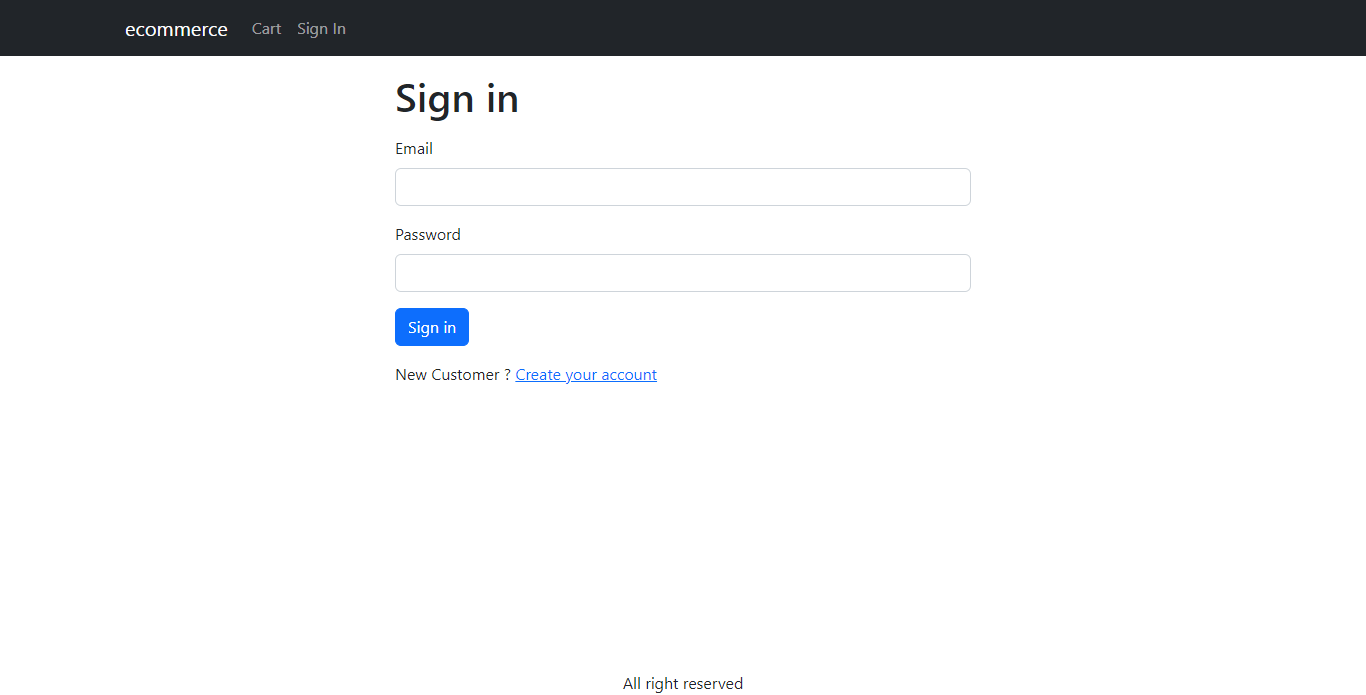 ecommerce Cart Sign In
Sign in
Email
Password
Sign in
New Customer ? Create your account
All right reserved